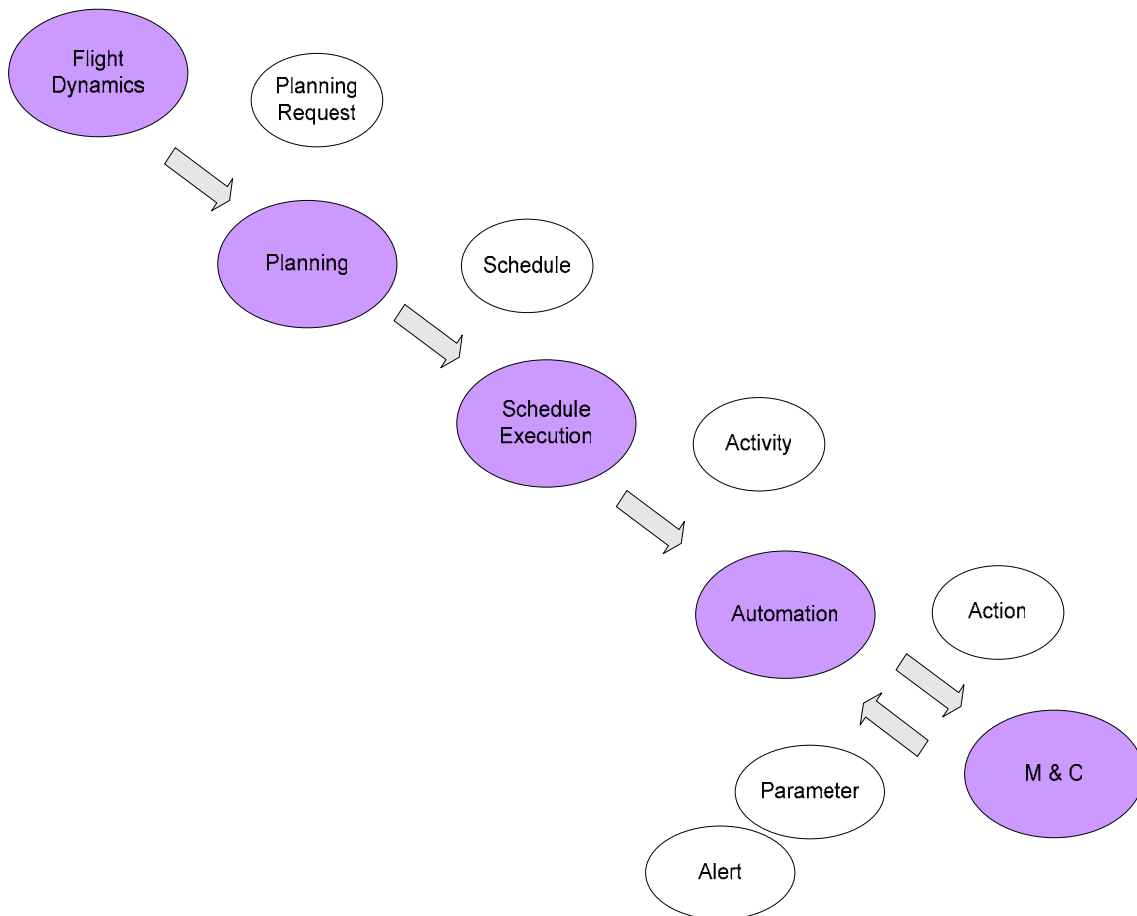 Flight
Dynamics
Planning
Request
Planning
Schedule
Schedule
Execution
Activity
Automation
Action
M & C
Parameter
Alert